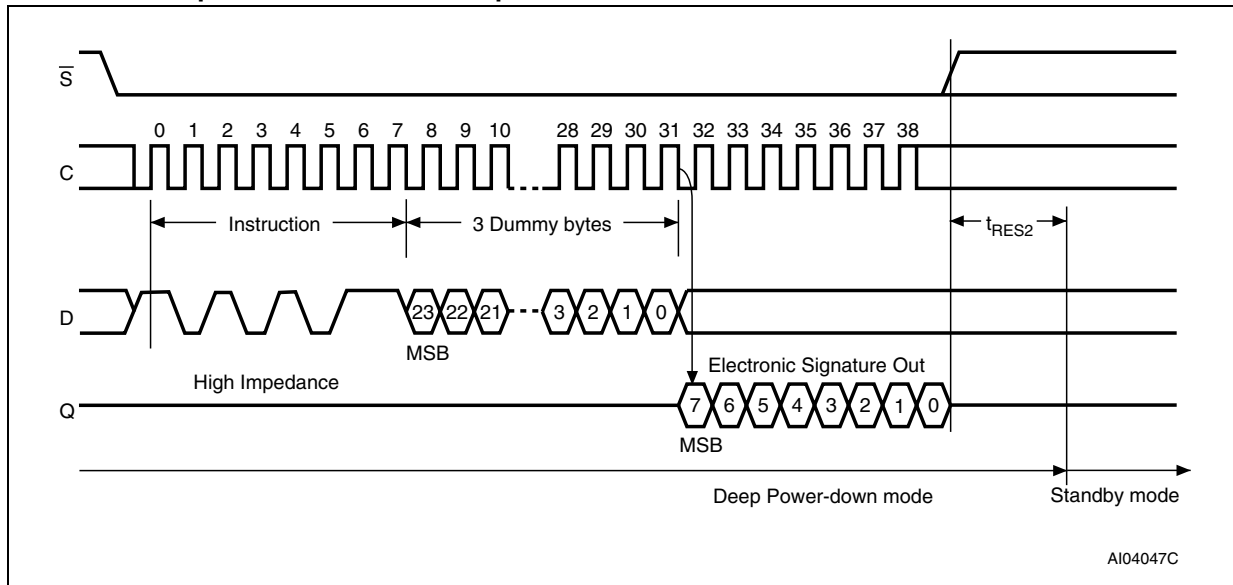 S
0 1 2 3 4 5 6 7 8 9 10 28 29 30 31 32 33 34 35 36 37 38
C
Instruction 3 Dummy bytes tRES2
D 23 22 21 3 2 1 0
MSB
High Impedance Electronic Signature Out
Q 7 6 5 4 3 2 1 0
MSB
Deep Power-down mode Standby mode
AI04047C